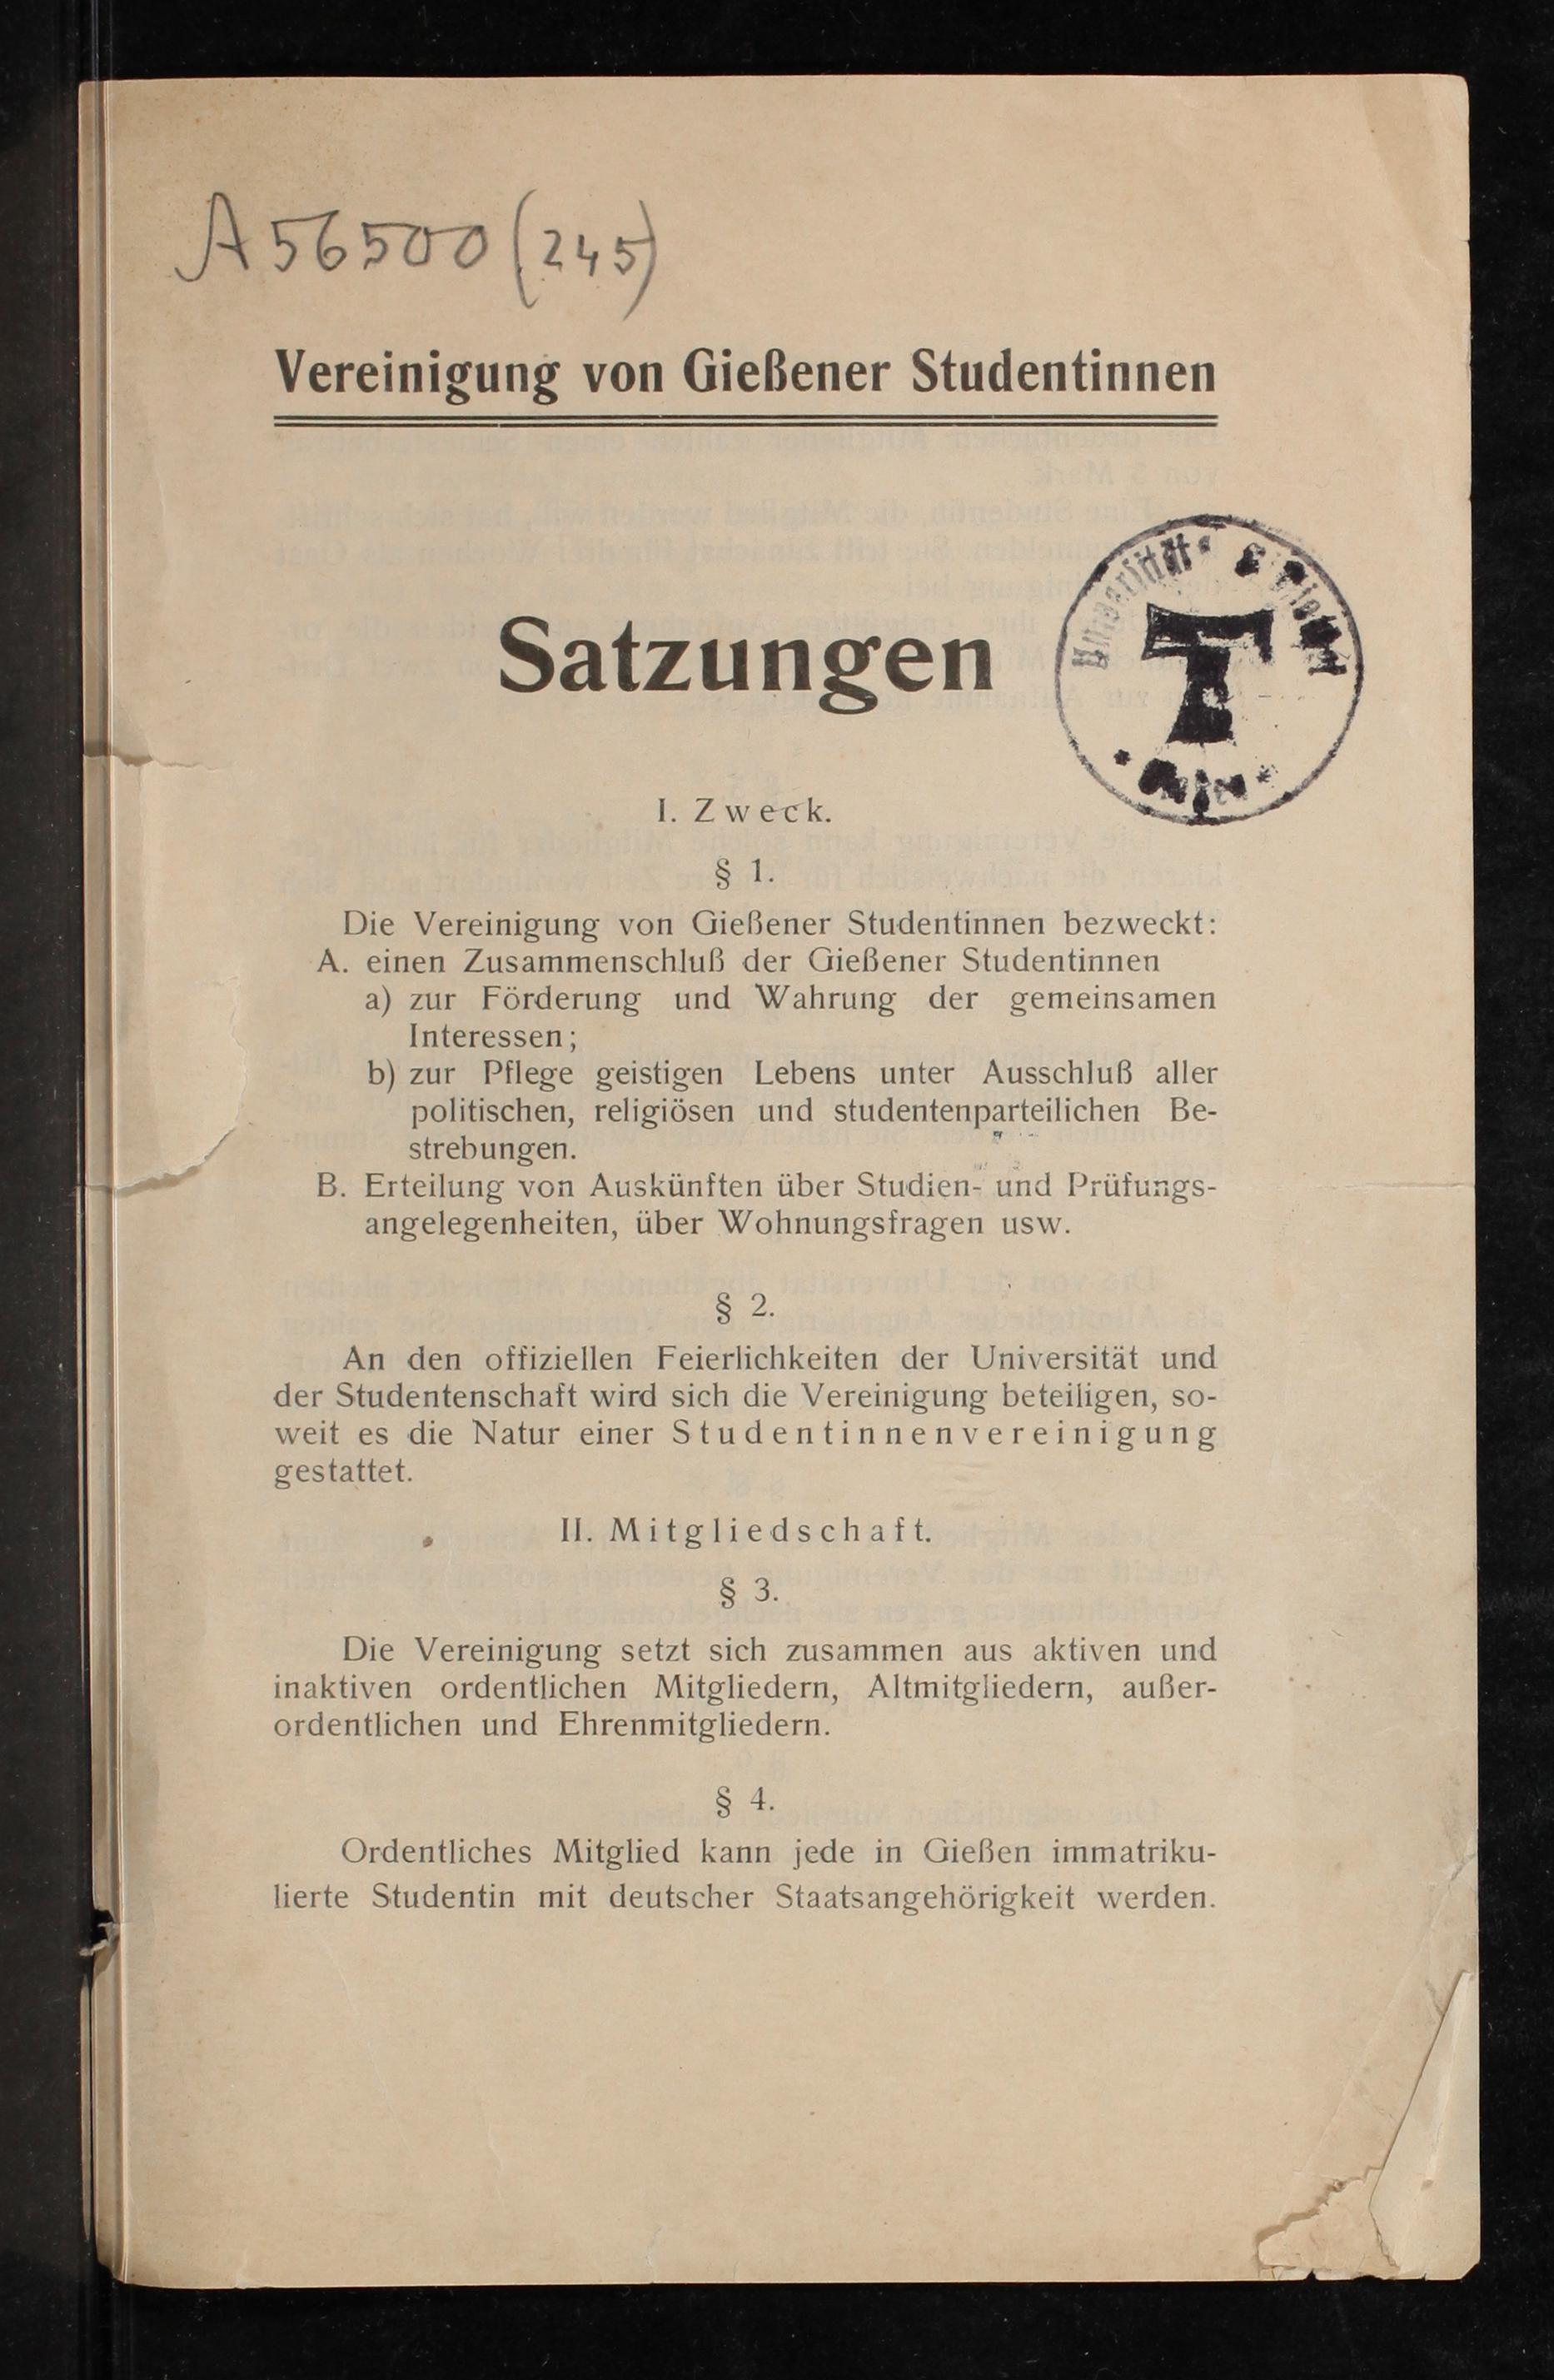 A 56500 (245)
Vereinigung von Gießener Studentinnen
Satzungen
I. Zweck.
§ 1.
Die Vereinigung von Gießener Studentinnen bezweckt:
A. einen Zusammenschluß der Gießener Studentinnen
a) zur Förderung und Wahrung der gemeinsamen
Interessen;
b) zur Pflege geistigen Lebens unter Ausschluß aller
politischen, religiösen und studentenparteilichen Be-
strebungen.
B. Erteilung von Auskünften über Studien- und Prüfungs-
angelegenheiten, über Wohnungsfragen usw.
§ 2.
An den offiziellen Feierlichkeiten der Universität und
der Studentenschaft wird sich die Vereinigung beteiligen, so-
weit es die Natur einer Studentinnenvereinigung
gestattet.
II. Mitgliedschaft.
§ 3.
Die Vereinigung setzt sich zusammen aus aktiven und
inaktiven ordentlichen Mitgliedern, Altmitgliedern, außer-
ordentlichen und Ehrenmitgliedern.
§ 4.
Ordentliches Mitglied kann jede in Gießen immatriku-
lierte Studentin mit deutscher Staatsangehörigkeit werden.